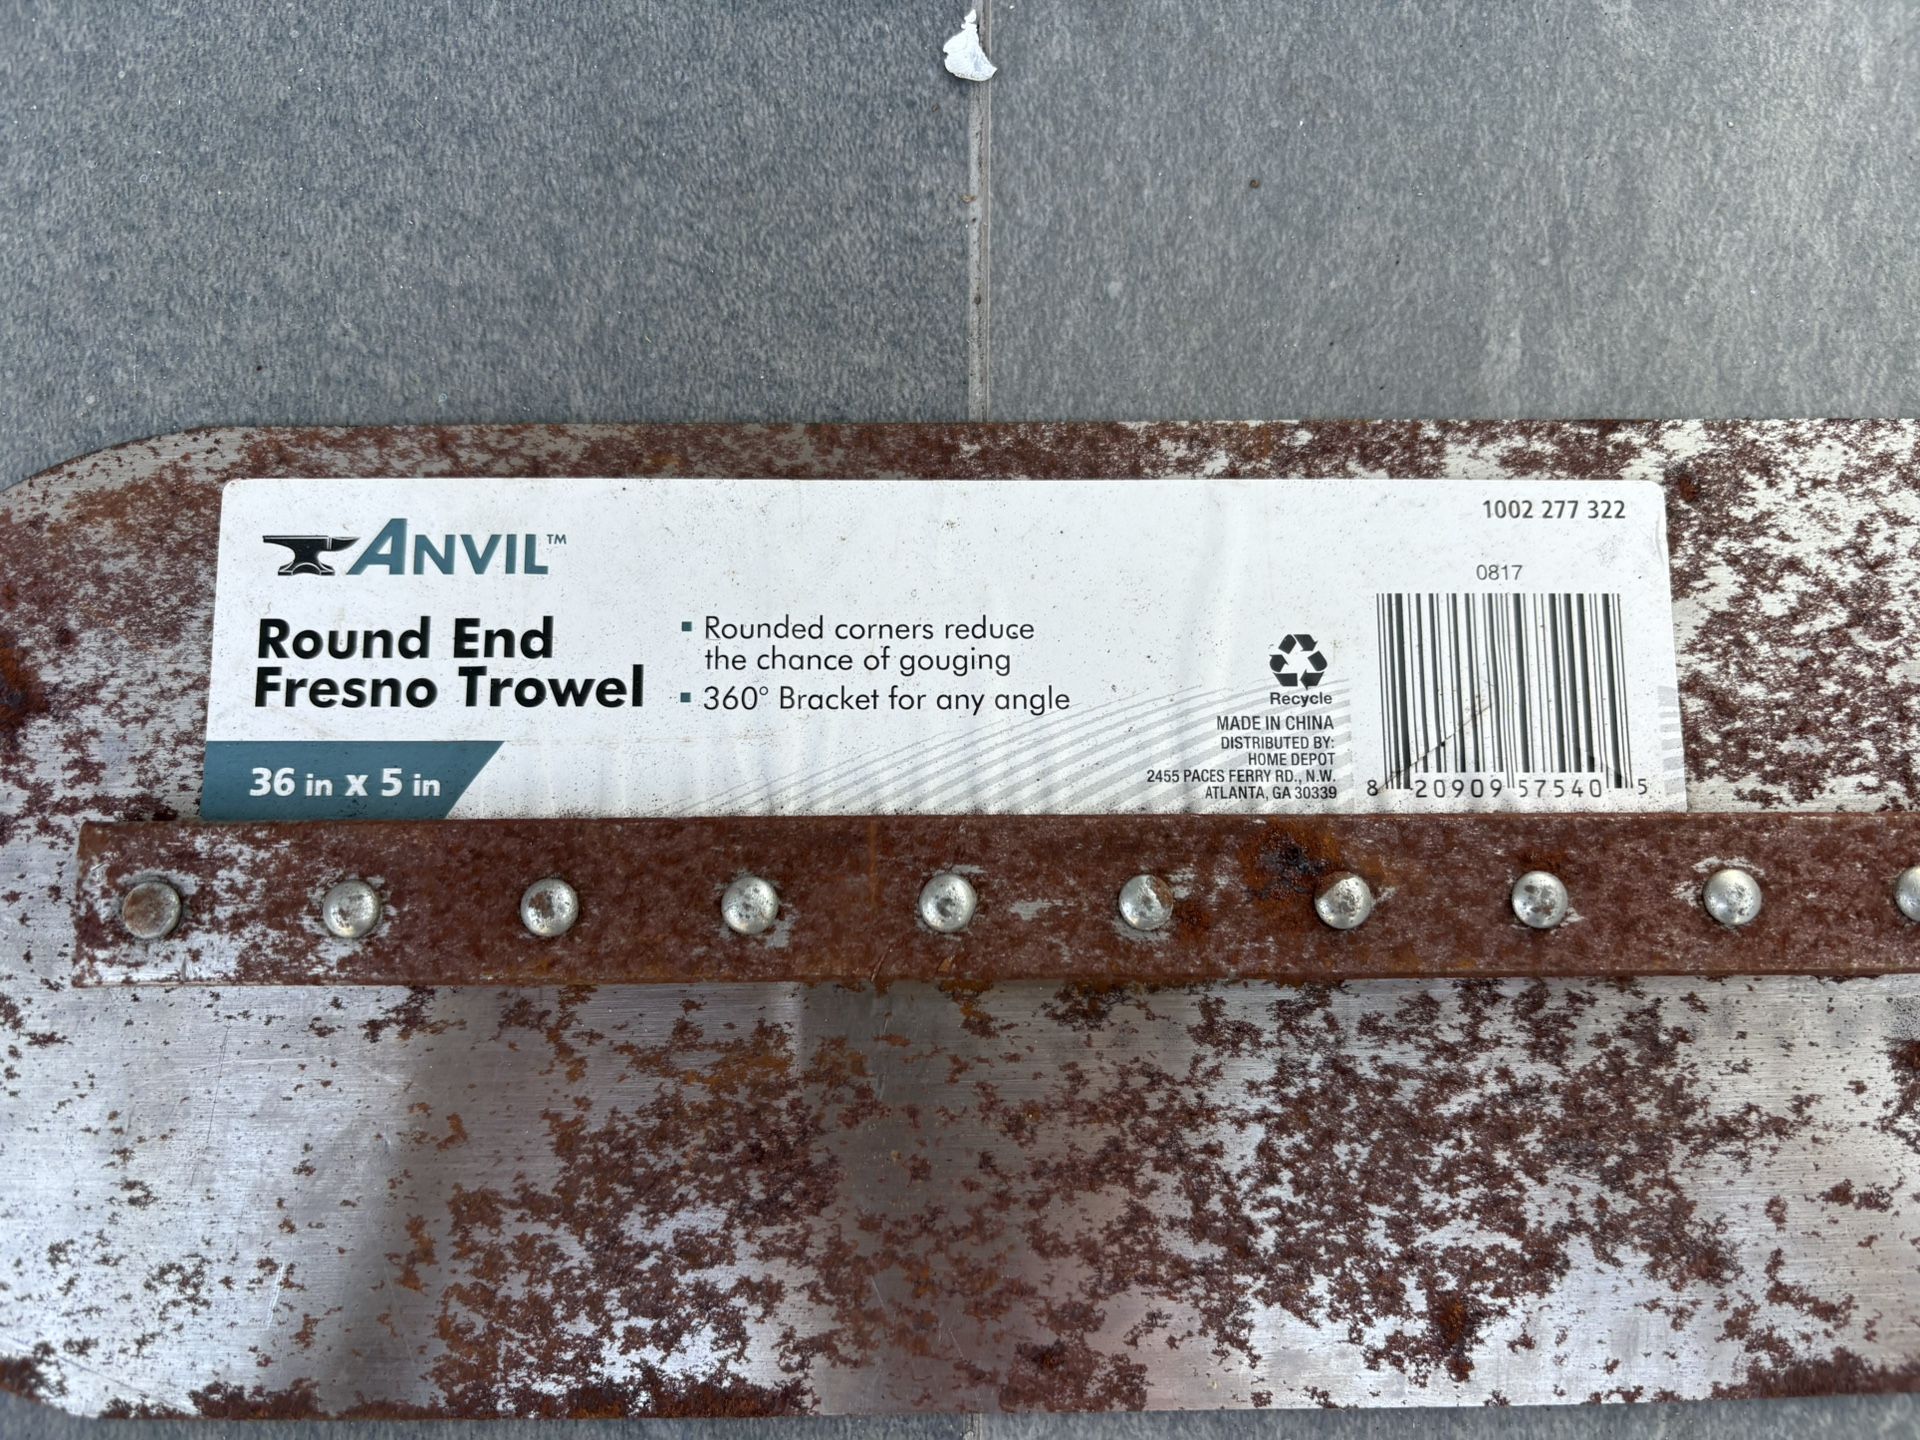 ANVIL™
Round End
Fresno Trowel
36 in x 5 in
▪ Rounded corners reduce
the chance of gouging
▪ 360° Bracket for any angle
1002 277 322
0817
Recycle
MADE IN CHINA
DISTRIBUTED BY:
HOME DEPOT
2455 PACES FERRY RD., N.W.
ATLANTA, GA 30339
8 20909 57540 5